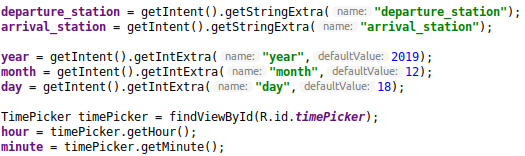 departure_station = getIntent().getStringExtra( name: "departure_station");
arrival_station = getIntent().getStringExtra( name: "arrival_station");
year = getIntent().getIntExtra( name: "year", defaultValue: 2019);
month = getIntent().getIntExtra( name: "month", defaultValue: 12);
day = getIntent().getIntExtra( name: "day", defaultValue: 18);
TimePicker timePicker = findViewById(R.id.timePicker);
hour = timePicker.getHour();
minute = timePicker.getMinute();